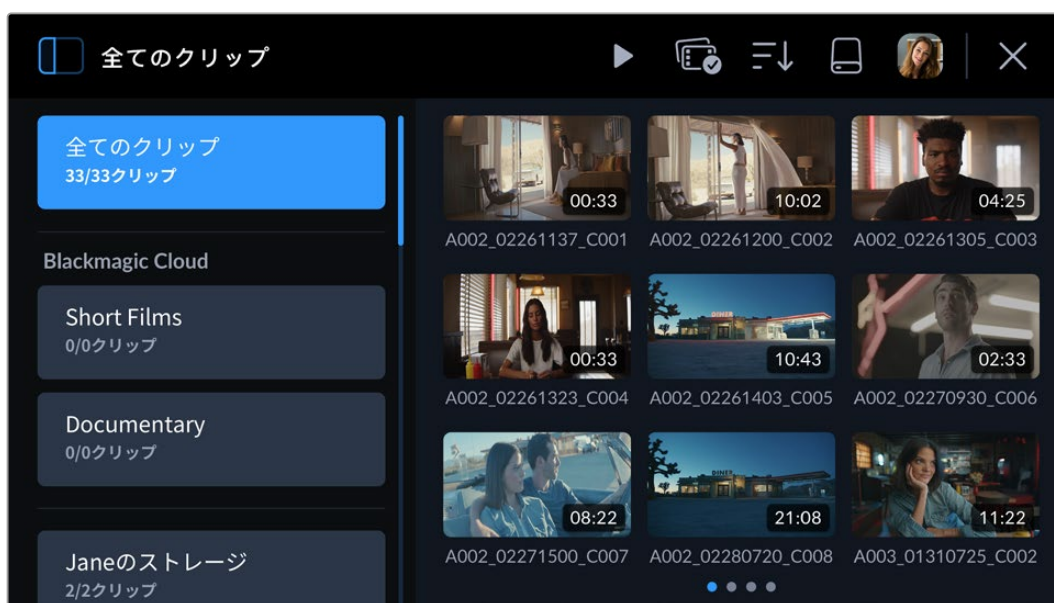 全てのクリップ
全てのクリップ
33/33クリップ
Blackmagic Cloud
Short Films
0/0クリップ
Documentary
0/0クリップ
Janeのストレージ
2/2クリップ
00:33
10:02
04:25
A002_02261137_C001
A002_02261200_C002
A002_02261305_C003
DINER
00:33
10:43
02:33
A002_02261323_C004
A002_02261403_C005
A002_02270930_C006
DINER
08:22
21:08
11:22
A002_02271500_C007
A002_02280720_C008
A003_01310725_C002